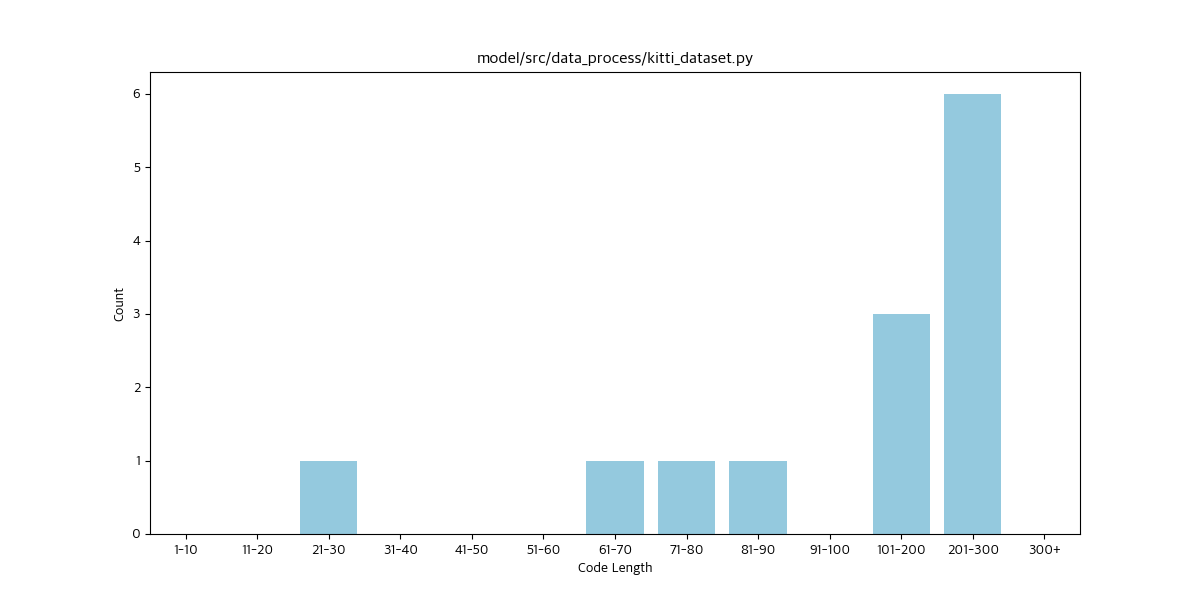 model/src/data_process/kitti_dataset.py
Count
6
5
4
3
2
1
0
1-10 11-20 21-30 31-40 41-50 51-60 61-70 71-80 81-90 91-100 101-200 201-300 300+
Code Length